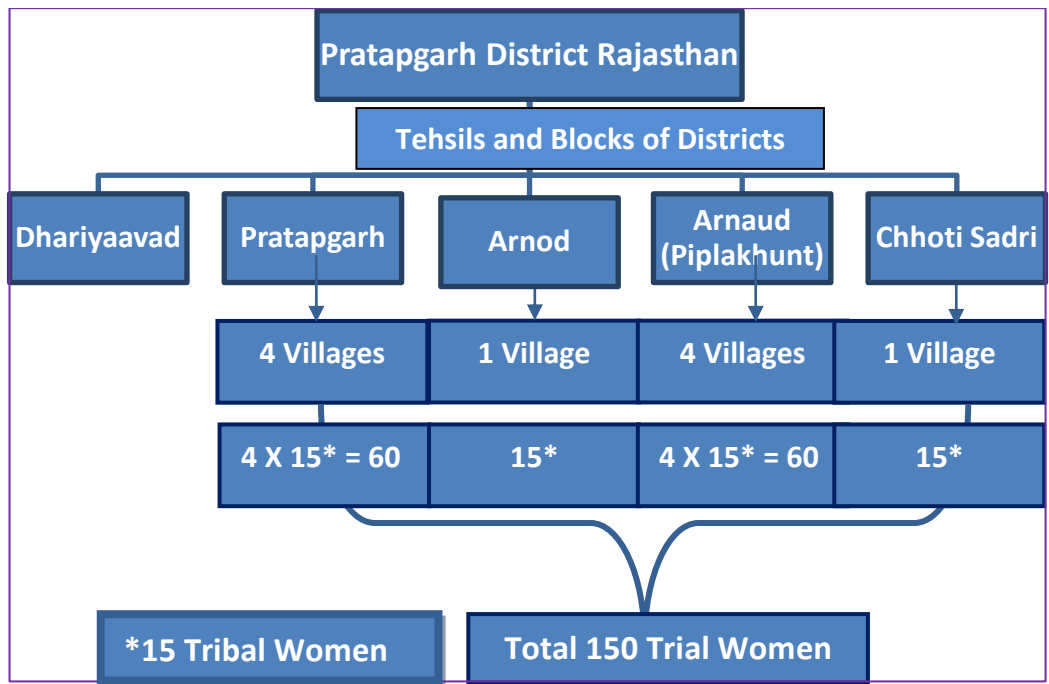 Pratapgarh District Rajasthan
Tehsils and Blocks of Districts
Dhariyaavad
Pratapgarh
Arnod
Arnaud
(Piplakhunt)
Chhoti Sadri
4 Villages
1 Village
4 Villages
1 Village
4 X 15* = 60
15*
4 X 15* = 60
15*
*15 Tribal Women
Total 150 Trial Women